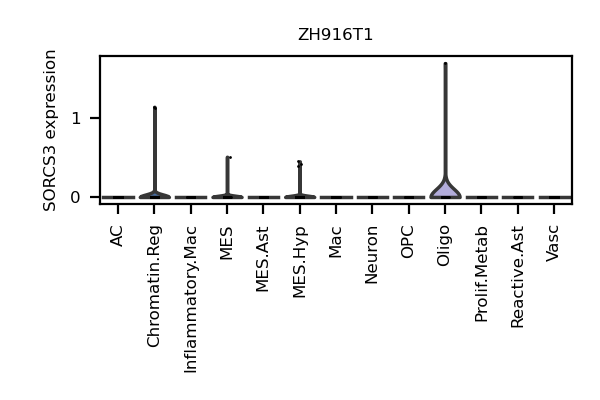 ZH916T1
SORCS3 expression
1
0
AC
Chromatin.Reg
Inflammatory.Mac
MES
MES.Ast
MES.Hyp
Mac
Neuron
OPC
Oligo
Prolif.Metab
Reactive.Ast
Vasc